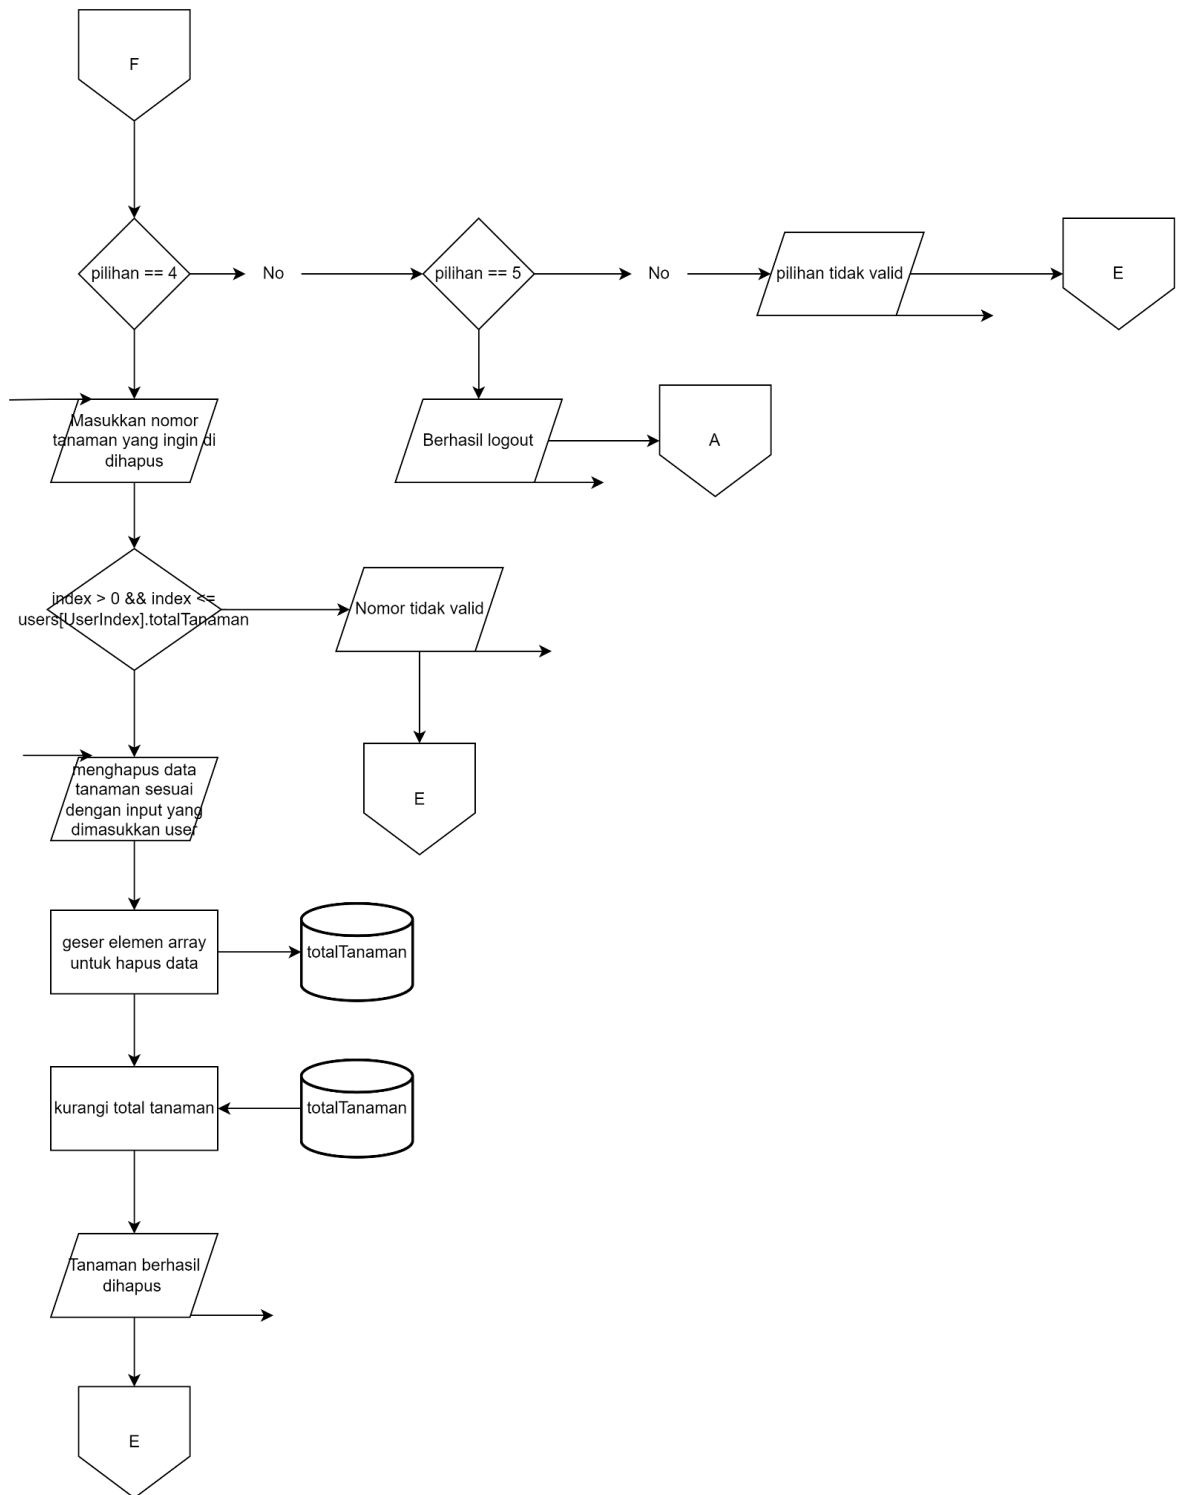 F
pilihan == 4
No
pilihan == 5
No
pilihan tidak valid
E
Masukkan nomor
tanaman yang ingin di
dihapus
Berhasil logout
A
index > 0 && index <=
users[UserIndex].totalTanaman
Nomor tidak valid
menghapus data
tanaman sesuai
dengan input yang
dimasukkan user
E
geser elemen array
untuk hapus data
totalTanaman
kurangi total tanaman
totalTanaman
Tanaman berhasil
dihapus
E